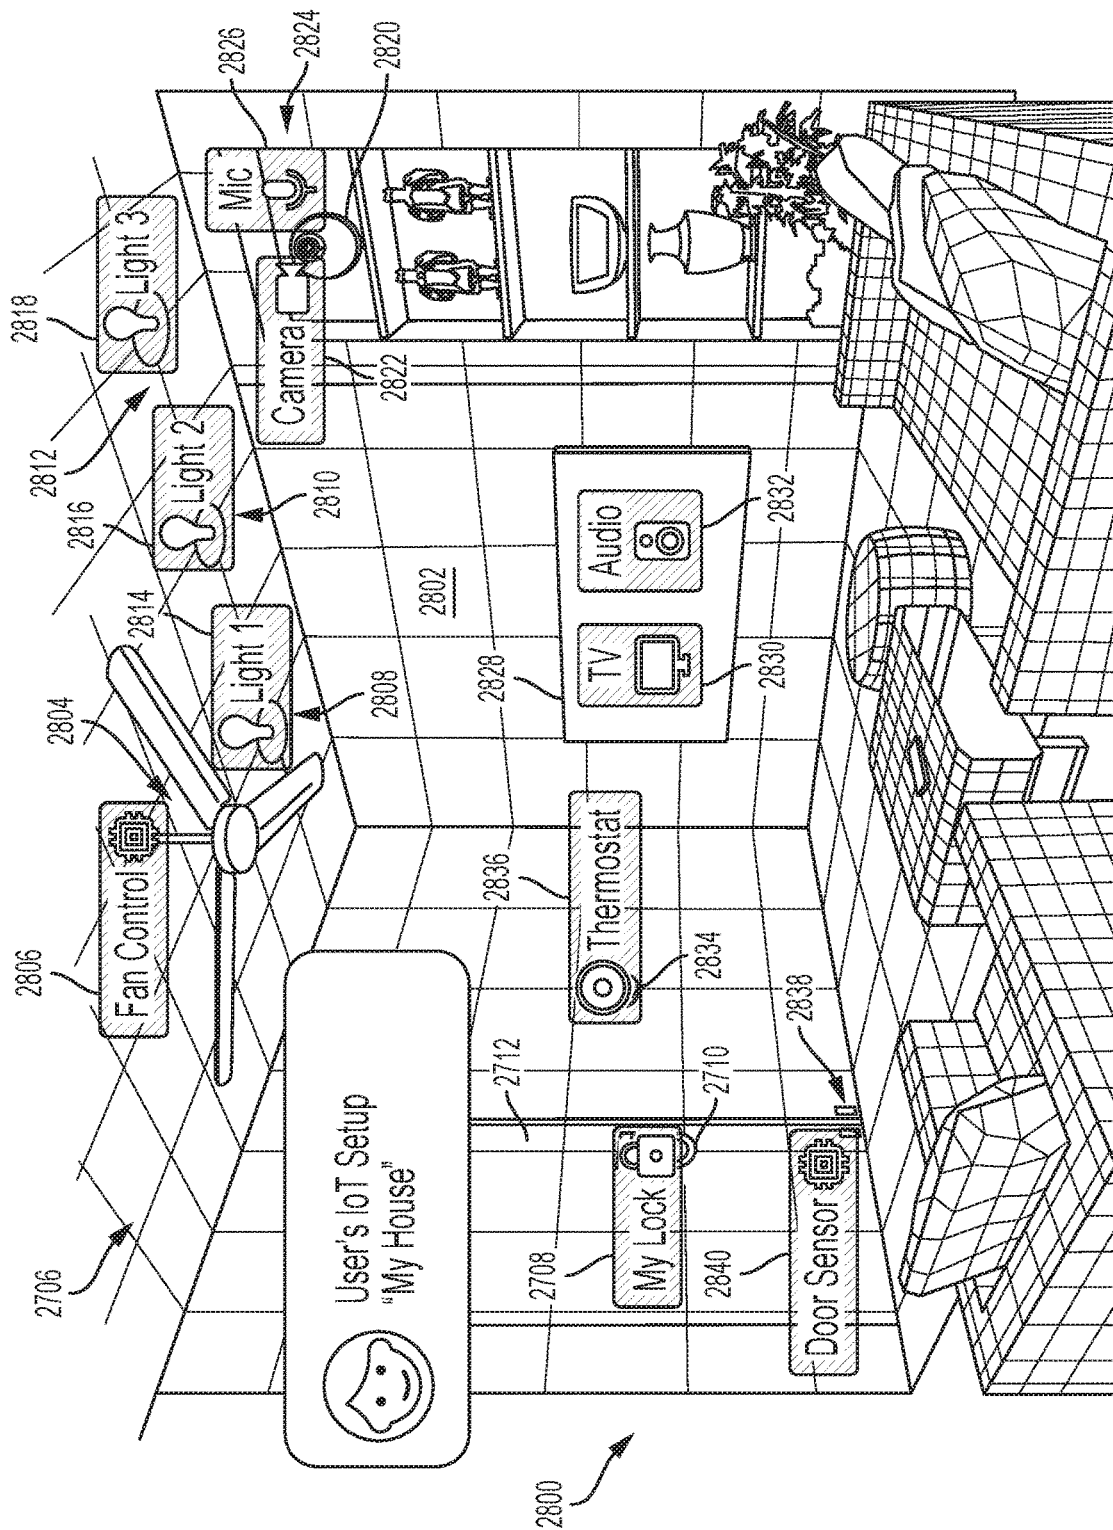 2706
2806
Fan Control
2804
2814
Light 1
2808
2816
Light 2
2810
2812
2818
Light 3
2826
2824
2820
Mic
Camera
2822
User's IoT Setup
"My House"
2802
2712
2836
Thermostat
2834
2828
TV
2830
Audio
2832
2708
My Lock
2710
2840
Door Sensor
2838
2800